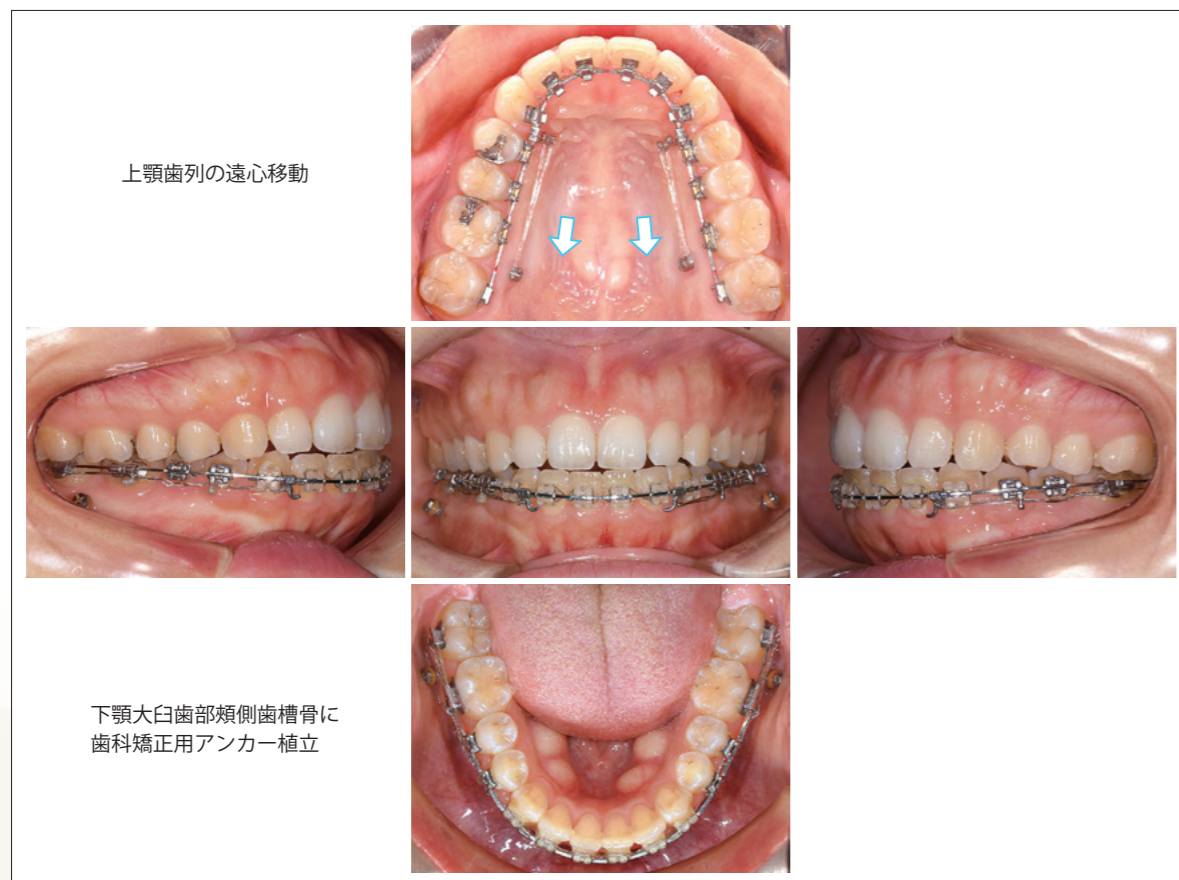 上顎歯列の遠心移動
下顎大臼歯部頰側歯槽骨に
歯科矯正用アンカー植立